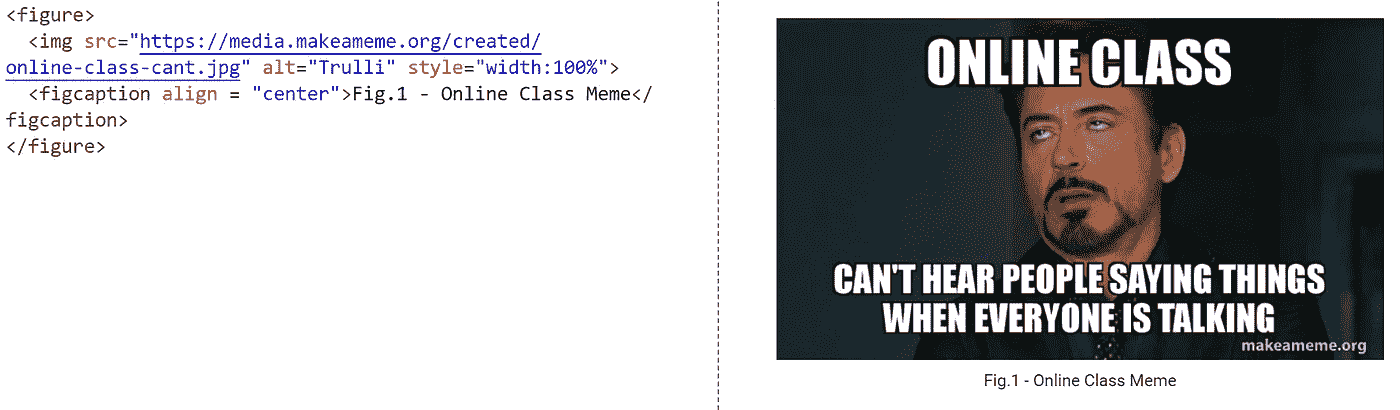 <figure>
  <img src="https://media.makeameme.org/created/
online-class-cant.jpg" alt="Trulli" style="width:100%">
  <figcaption align = "center">Fig.1 - Online Class Meme</
figcaption>
</figure>
ONLINE CLASS
CAN'T HEAR PEOPLE SAYING THINGS
WHEN EVERYONE IS TALKING
makeameme.org
Fig.1 - Online Class Meme